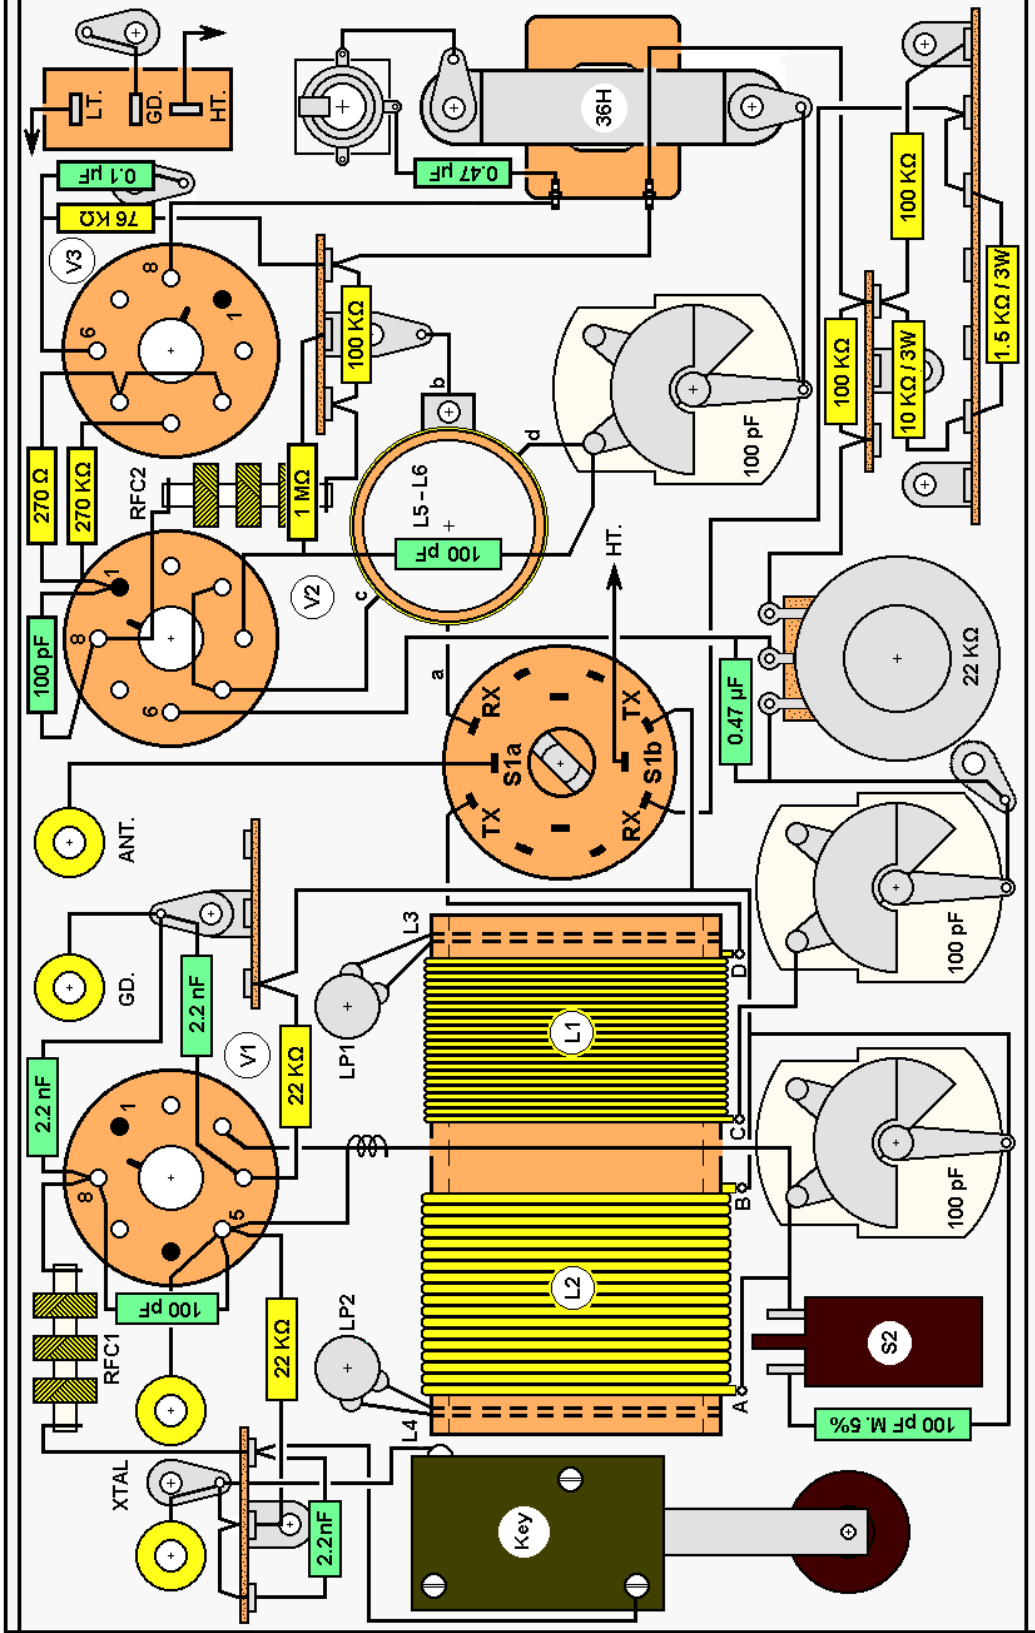 LT.
GD.
HT.
0.1 µF
76 KΩ
V3
8
6
1
36H
0.47 µF
100 KΩ
100 KΩ
1.5 KΩ / 3W
100 KΩ
10 KΩ / 3W
270 Ω
270 KΩ
RFC2
1 MΩ
b
d
L5 - L6
100 pF
100 pF
c
HT.
100 pF
1
8
6
V2
a
RX
S1a
TX
TX
S1b
RX
0.47 µF
22 KΩ
ANT.
GD.
2.2 nF
2.2 nF
V1
22 KΩ
1
8
5
100 pF
RFC1
22 KΩ
LP1
L3
L1
D
C
100 pF
LP2
L4
L2
B
A
100 pF
S2
100 pF M. 5%
XTAL
2.2nF
Key